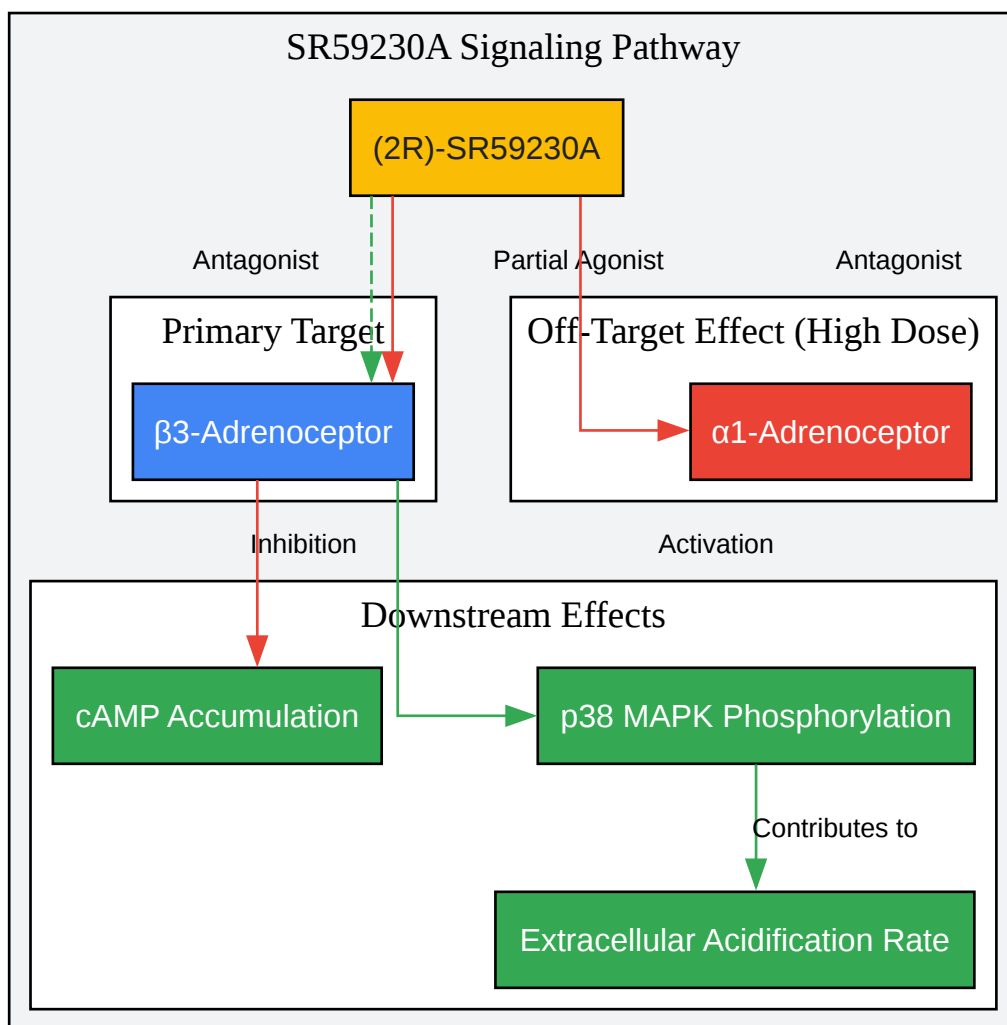 SR59230A Signaling Pathway
(2R)-SR59230A
Antagonist
Partial Agonist
Antagonist
Primary Target
Off-Target Effect (High Dose)
β3-Adrenoceptor
α1-Adrenoceptor
Inhibition
Activation
Downstream Effects
cAMP Accumulation
p38 MAPK Phosphorylation
Contributes to
Extracellular Acidification Rate